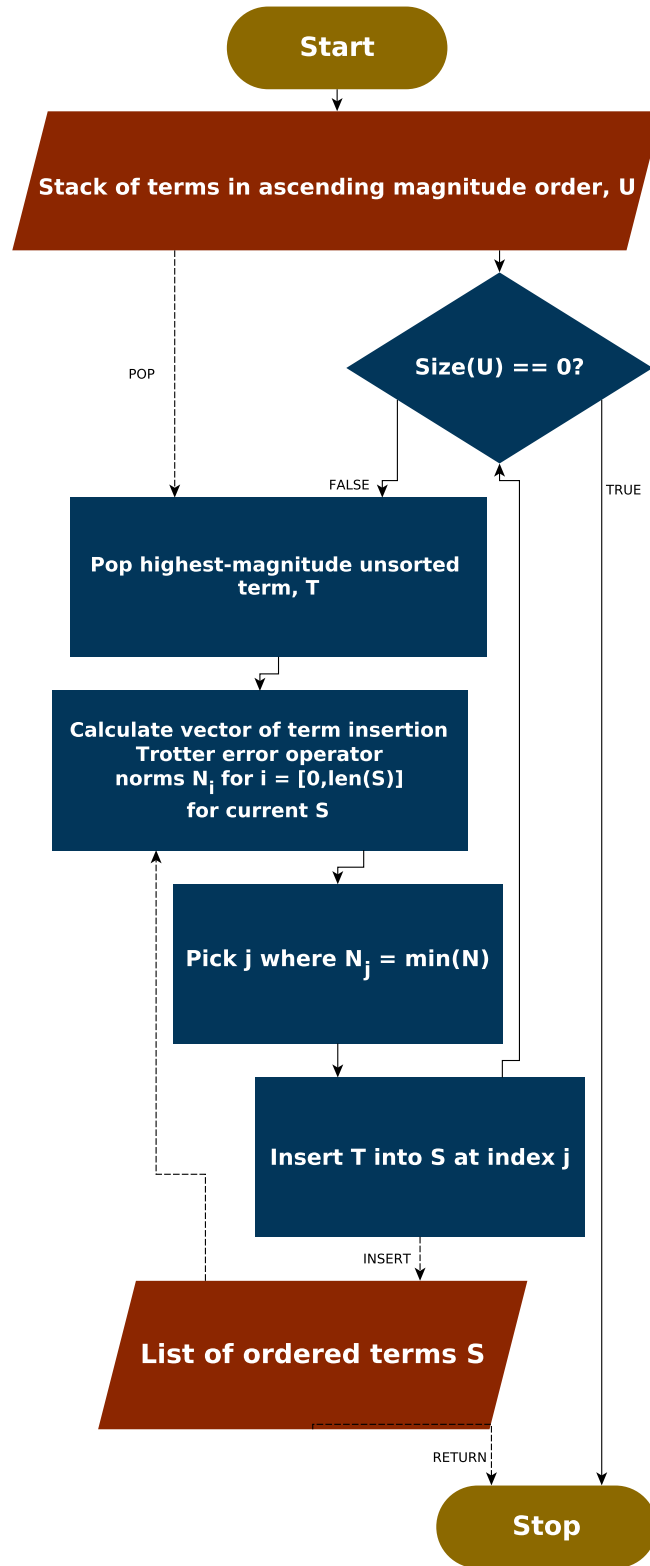 Start
Stack of terms in ascending magnitude order, U
Size(U) == 0?
POP
FALSE
TRUE
Pop highest-magnitude unsorted
term, T
Calculate vector of term insertion
Trotter error operator
norms Ni for i = [0,len(S)]
for current S
Pick j where Nj = min(N)
Insert T into S at index j
INSERT
List of ordered terms S
RETURN
Stop